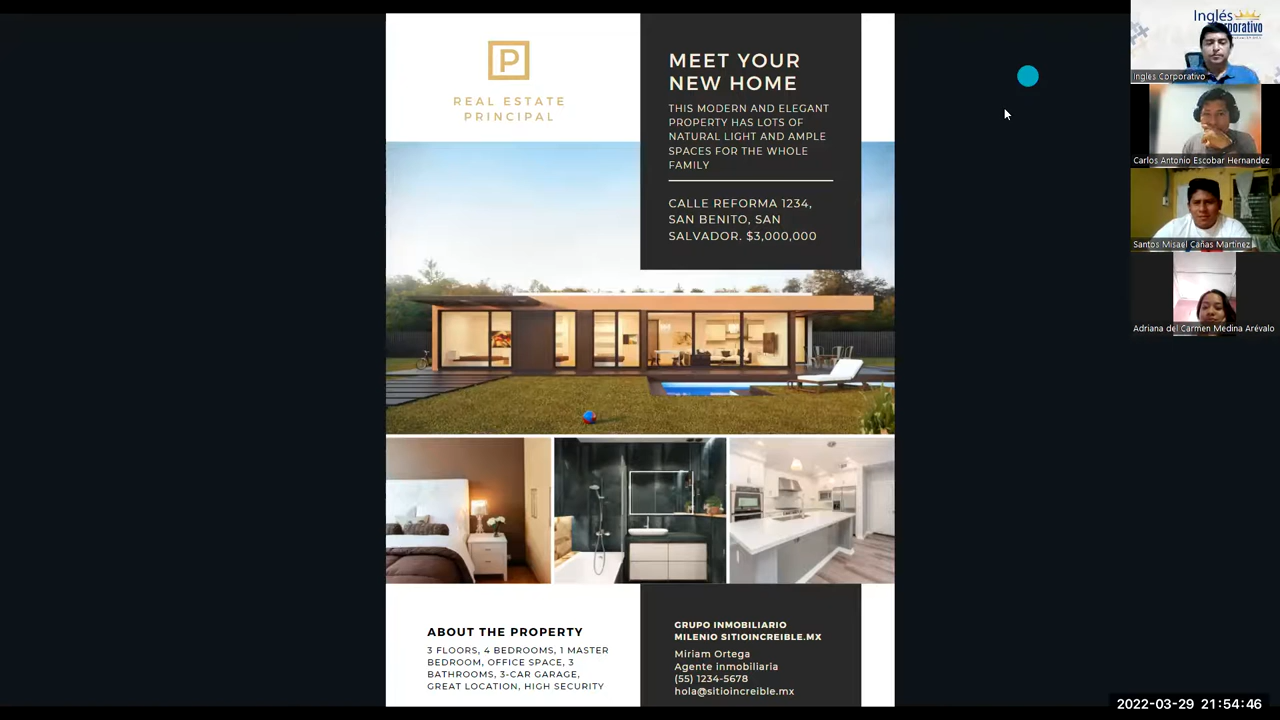 P
REAL ESTATE
PRINCIPAL
MEET YOUR
NEW HOME
THIS MODERN AND ELEGANT
PROPERTY HAS LOTS OF
NATURAL LIGHT AND AMPLE
SPACES FOR THE WHOLE
FAMILY
CALLE REFORMA 1234,
SAN BENITO, SAN
SALVADOR. $3,000,000
ABOUT THE PROPERTY
3 FLOORS, 4 BEDROOMS, 1 MASTER
BEDROOM, OFFICE SPACE, 3
BATHROOMS, 3-CAR GARAGE,
GREAT LOCATION, HIGH SECURITY
GRUPO INMOBILIARIO
MILENIO SITIOINCREIBLE.MX
Miriam Ortega
Agente inmobiliaria
(55) 1234-5678
hola@sitioincreible.mx
Inglés
Inglés Corporativo
Carlos Antonio Escobar Hernandez
Santos Misael Cañas Martinez
Adriana del Carmen Medina Arévalo
2022-03-29 21:54:46